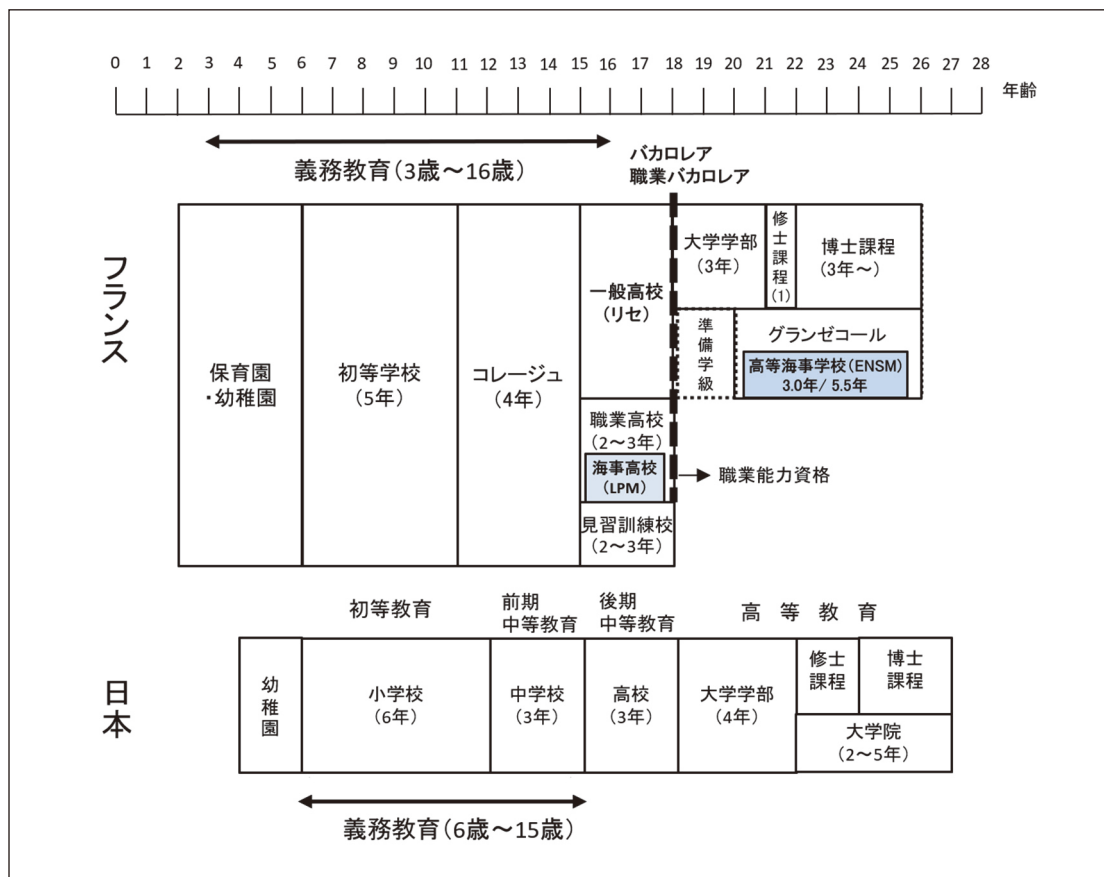 0 1 2 3 4 5 6 7 8 9 10 11 12 13 14 15 16 17 18 19 20 21 22 23 24 25 26 27 28
年齢
義務教育(3歳～16歳)
バカロレア
職業バカロレア
フランス
保育園
・幼稚園
初等学校
(5年)
コレージュ
(4年)
一般高校
(リセ)
職業高校
(2～3年)
海事高校
(LPM)
見習訓練校
(2～3年)
大学学部
(3年)
修士課程(1)
博士課程
(3年～)
準備学級
グランゼコール
高等海事学校(ENSM)
3.0年/ 5.5年
職業能力資格
初等教育
前期
中等教育
後期
中等教育
高等教育
日本
幼稚園
小学校
(6年)
中学校
(3年)
高校
(3年)
大学学部
(4年)
修士
課程
博士
課程
大学院
(2～5年)
義務教育(6歳～15歳)